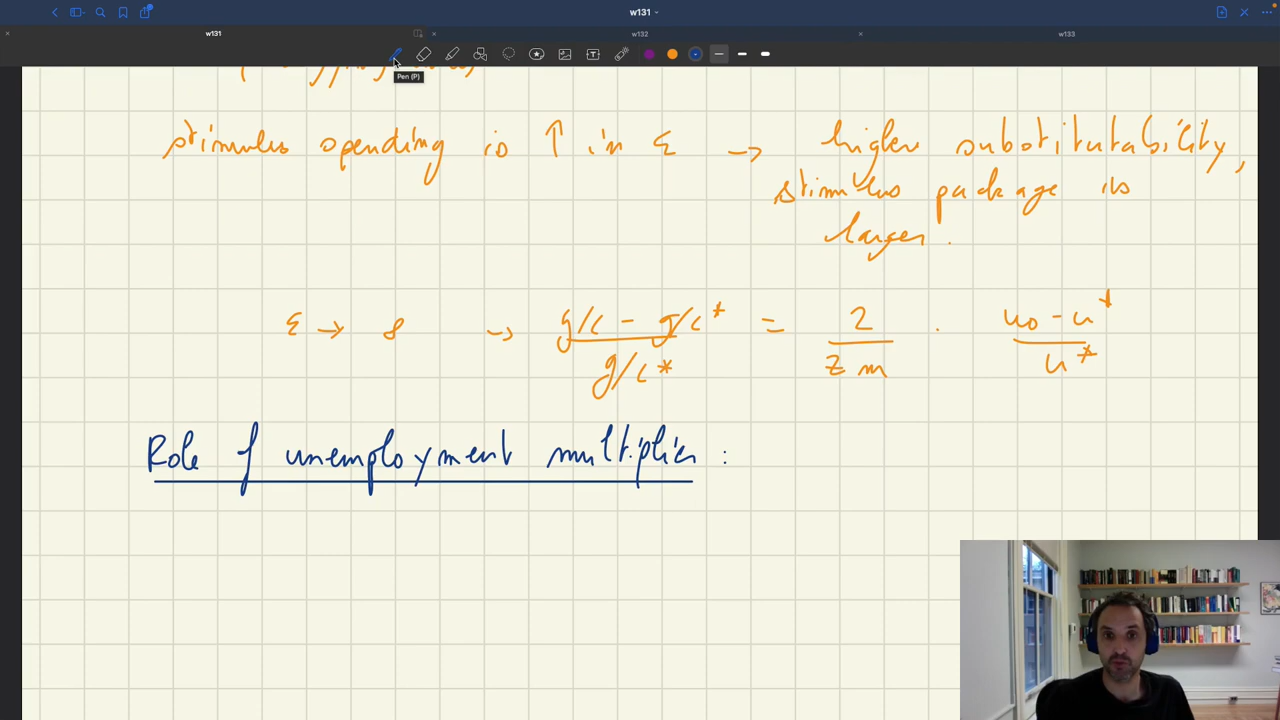 w131
w131
w132
w133
Pen (P)
stimulus spending is ↑ in ε → higher substitutability,
stimulus package is
larger.
ε → ∞ → g/c - g/c* / g/c* = 2 / z m · u0 - u* / u*
Role of unemployment multiplier :